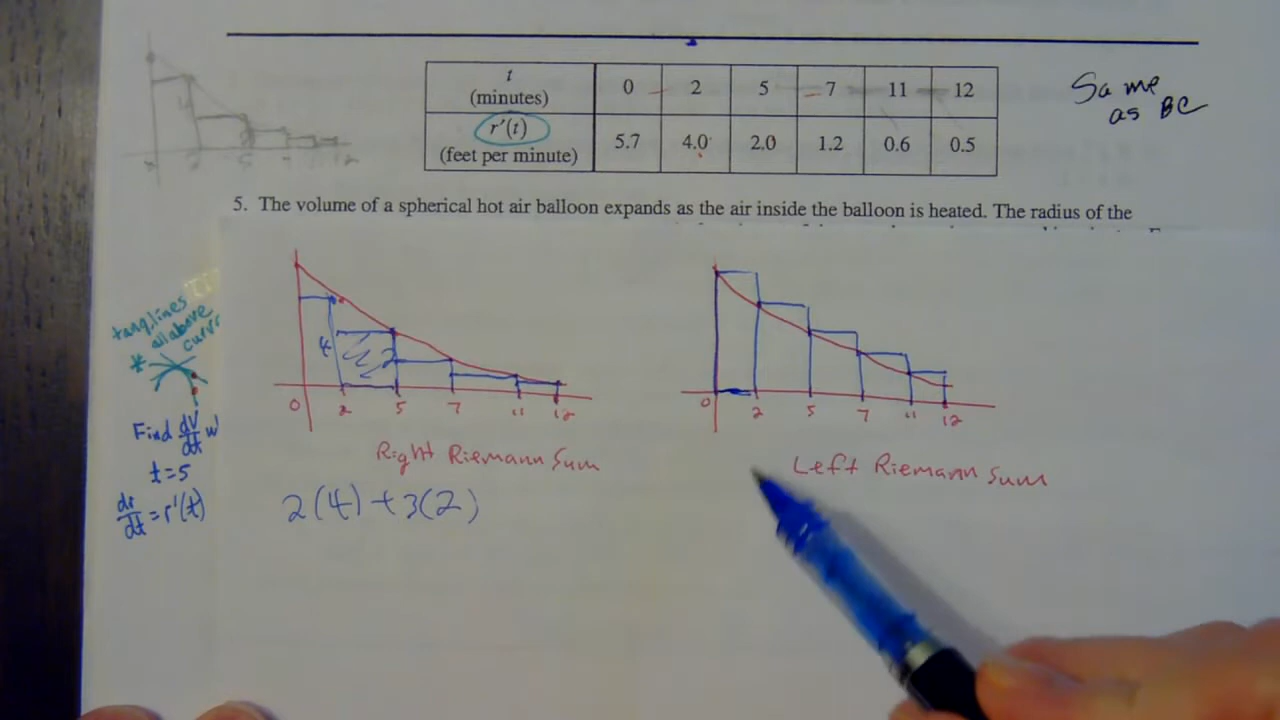 t
(minutes)
0 2 5 7 11 12
r′(t)
(feet per minute)
5.7 4.0 2.0 1.2 0.6 0.5
Same
as BC
5. The volume of a spherical hot air balloon expands as the air inside the balloon is heated. The radius of the
tang. lines
all above
curve
*
Find dV/dt w
t=5
dr/dt = r'(t)
4
2
0 2 5 7 11 12
Right Riemann Sum
2(4)+3(2)
0 2 5 7 11 12
Left Riemann Sum